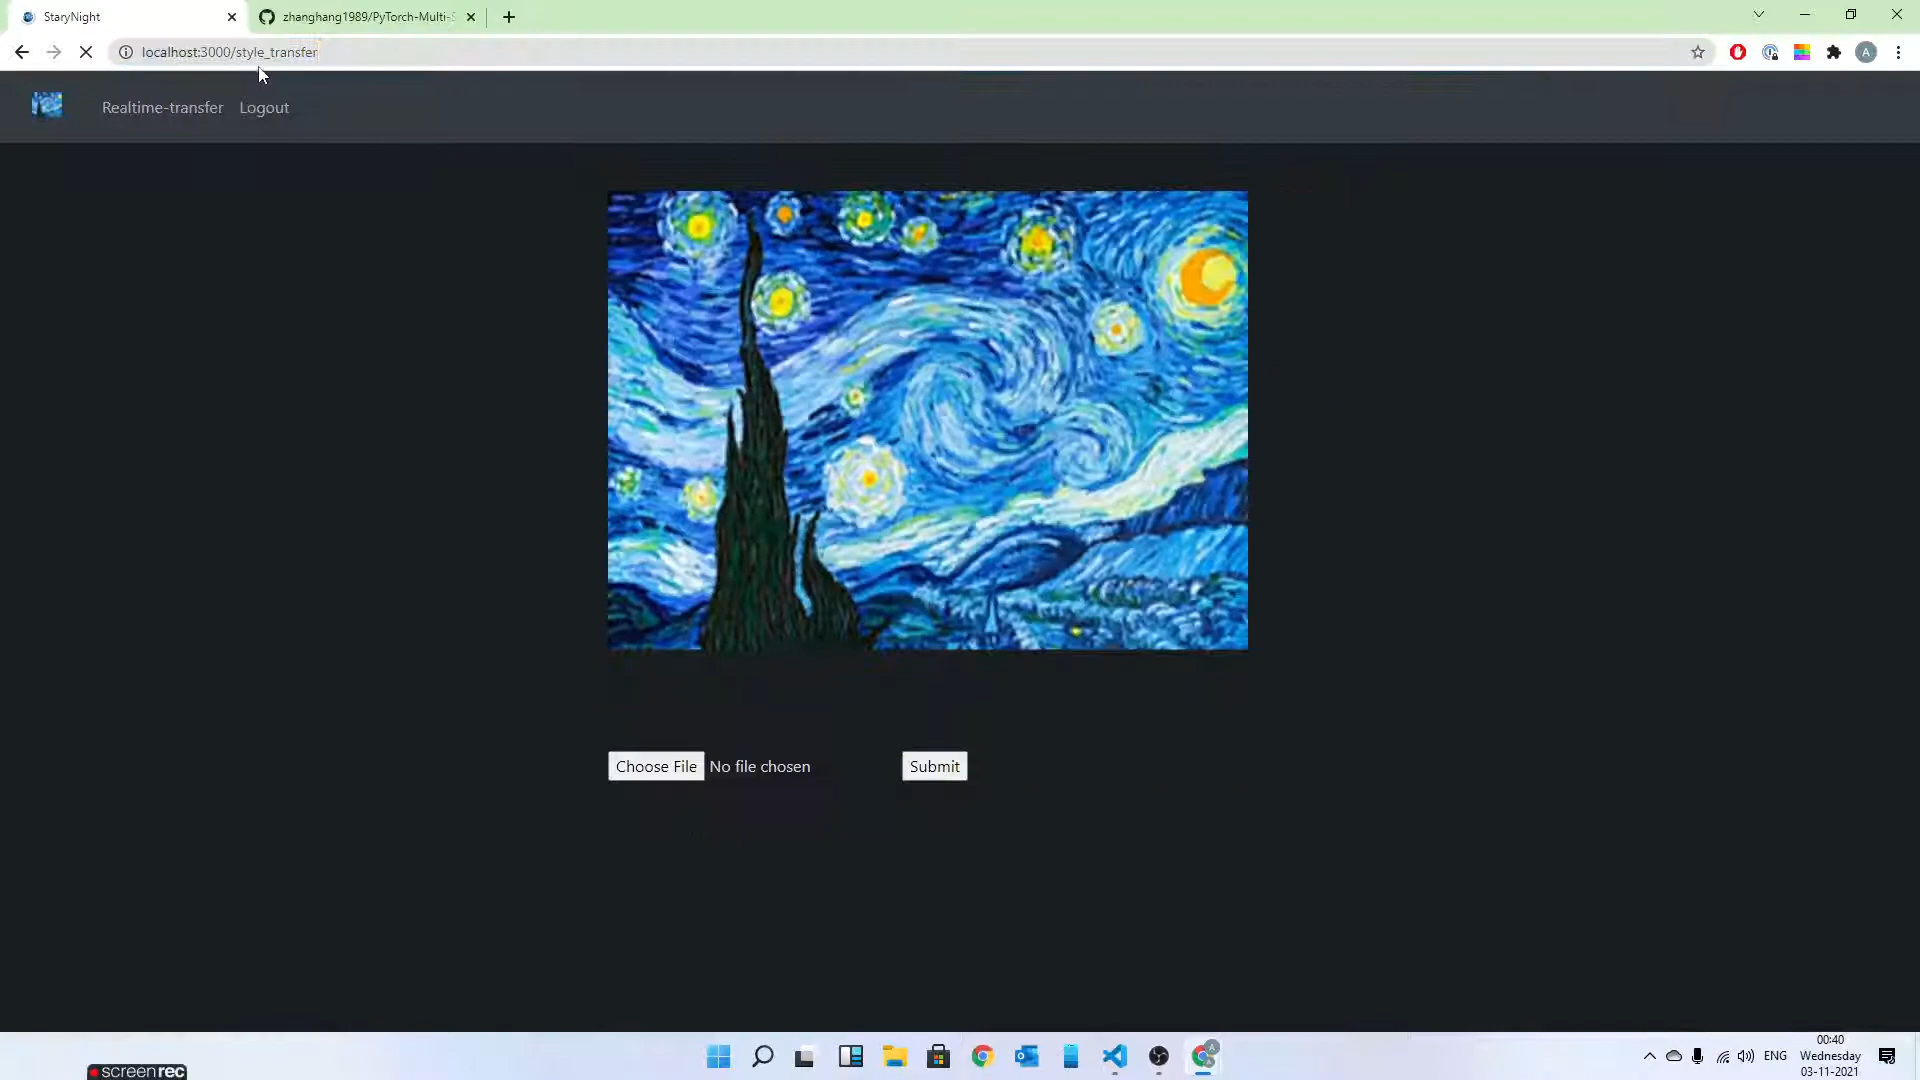 StaryNight
zhanghang1989/PyTorch-Multi-S
localhost:3000/style_transfer
A
Realtime-transfer
Logout
Choose File
No file chosen
Submit
screenrec
A
ENG
00:40
Wednesday
03-11-2021